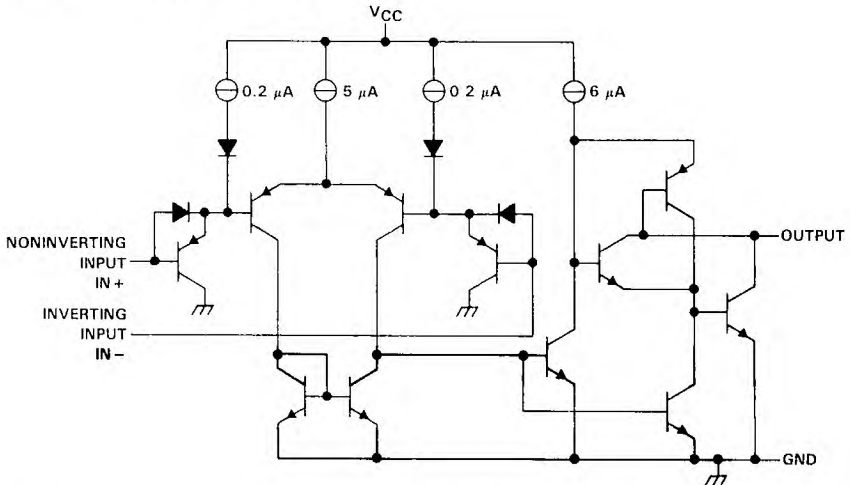 VCC
0.2 μA
5 μA
0 2 μA
6 μA
NONINVERTING
INPUT
IN +
INVERTING
INPUT
IN −
OUTPUT
GND